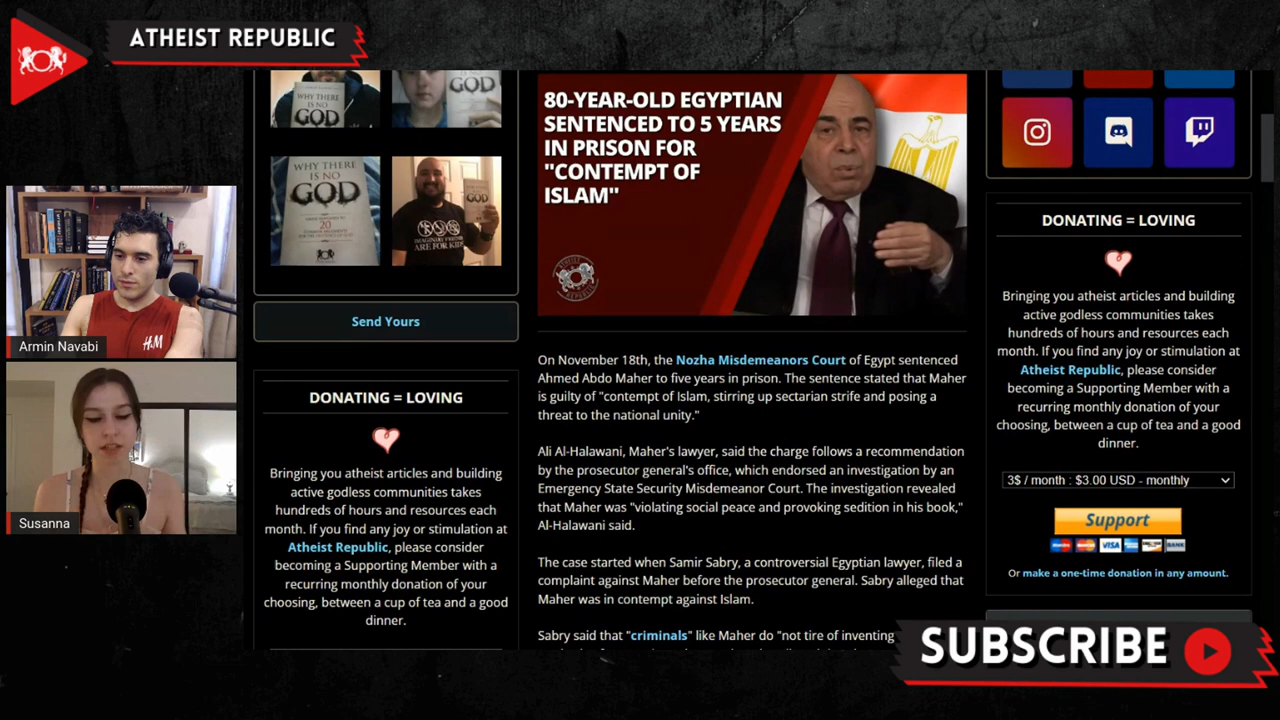 ATHEIST REPUBLIC
Armin Navabi
Susanna
WHY THERE
IS NO
GOD
GOD
WHY THERE
IS NO
GOD
20
GOD
ARE FOR KIDS
Send Yours
DONATING = LOVING
Bringing you atheist articles and building
active godless communities takes
hundreds of hours and resources each
month. If you find any joy or stimulation at
Atheist Republic, please consider
becoming a Supporting Member with a
recurring monthly donation of your
choosing, between a cup of tea and a good
dinner.
80-YEAR-OLD EGYPTIAN
SENTENCED TO 5 YEARS
IN PRISON FOR
"CONTEMPT OF
ISLAM"
On November 18th, the Nozha Misdemeanors Court of Egypt sentenced
Ahmed Abdo Maher to five years in prison. The sentence stated that Maher
is guilty of "contempt of Islam, stirring up sectarian strife and posing a
threat to the national unity."
Ali Al-Halawani, Maher's lawyer, said the charge follows a recommendation
by the prosecutor general's office, which endorsed an investigation by an
Emergency State Security Misdemeanor Court. The investigation revealed
that Maher was "violating social peace and provoking sedition in his book,"
Al-Halawani said.
The case started when Samir Sabry, a controversial Egyptian lawyer, filed a
complaint against Maher before the prosecutor general. Sabry alleged that
Maher was in contempt against Islam.
Sabry said that "criminals" like Maher do "not tire of inventing
DONATING = LOVING
Bringing you atheist articles and building
active godless communities takes
hundreds of hours and resources each
month. If you find any joy or stimulation at
Atheist Republic, please consider
becoming a Supporting Member with a
recurring monthly donation of your
choosing, between a cup of tea and a good
dinner.
3$ / month : $3.00 USD - monthly
Support
VISA
BANK
Or make a one-time donation in any amount.
SUBSCRIBE
H&M